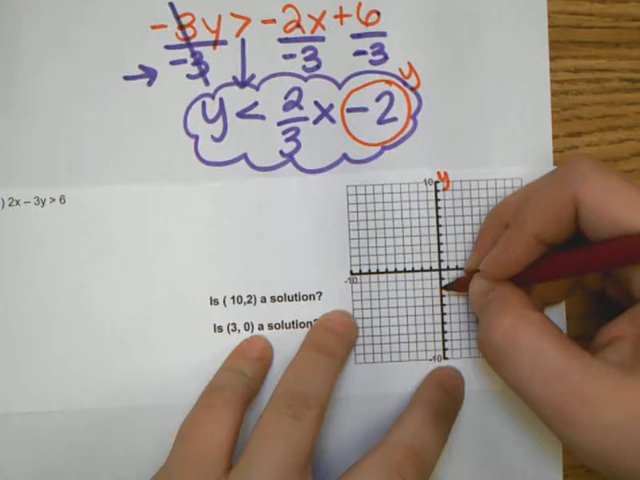 -3y > -2x + 6
-3 -3 -3
→ y
y < 2/3 x - 2
) 2x – 3y > 6
10 y
-10
Is ( 10,2) a solution?
Is (3, 0) a solution?
-10